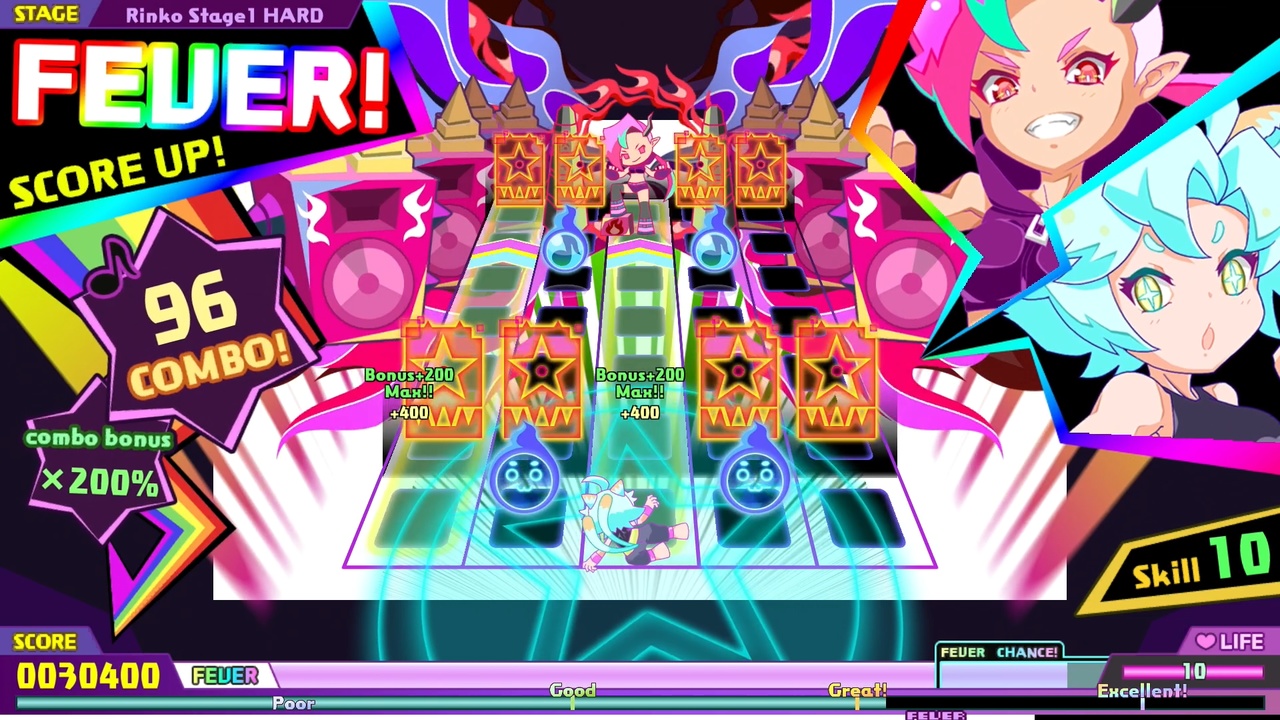 STAGE
Rinko Stage1 HARD
FEVER!
SCORE UP!
96
COMBO!
combo bonus
×200%
Bonus+200
Max!!
+400
Bonus+200
Max!!
+400
Skill 10
SCORE
0030400
FEVER
FEVER CHANCE!
LIFE
10
Poor
Good
Great!
Excellent!
FEVER